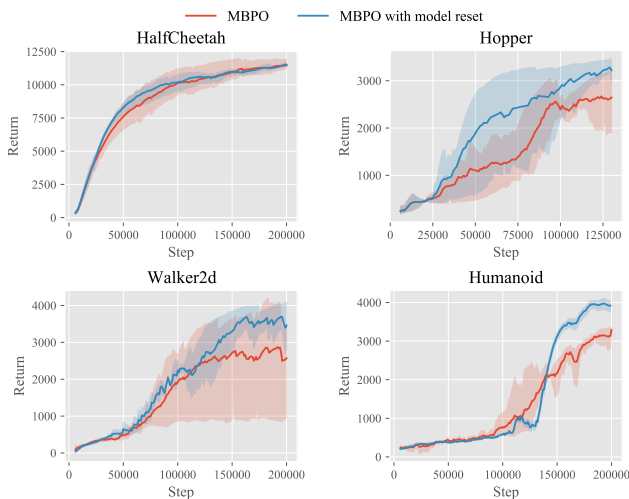 MBPO MBPO with model reset
HalfCheetah Hopper
12500
10000
7500
5000
2500
0
Return
0 50000 100000 150000 200000
Step
3000
2000
1000
Return
0 25000 50000 75000 100000 125000
Step
Walker2d Humanoid
4000
3000
2000
1000
0
Return
0 50000 100000 150000 200000
Step
4000
3000
2000
1000
0
Return
0 50000 100000 150000 200000
Step